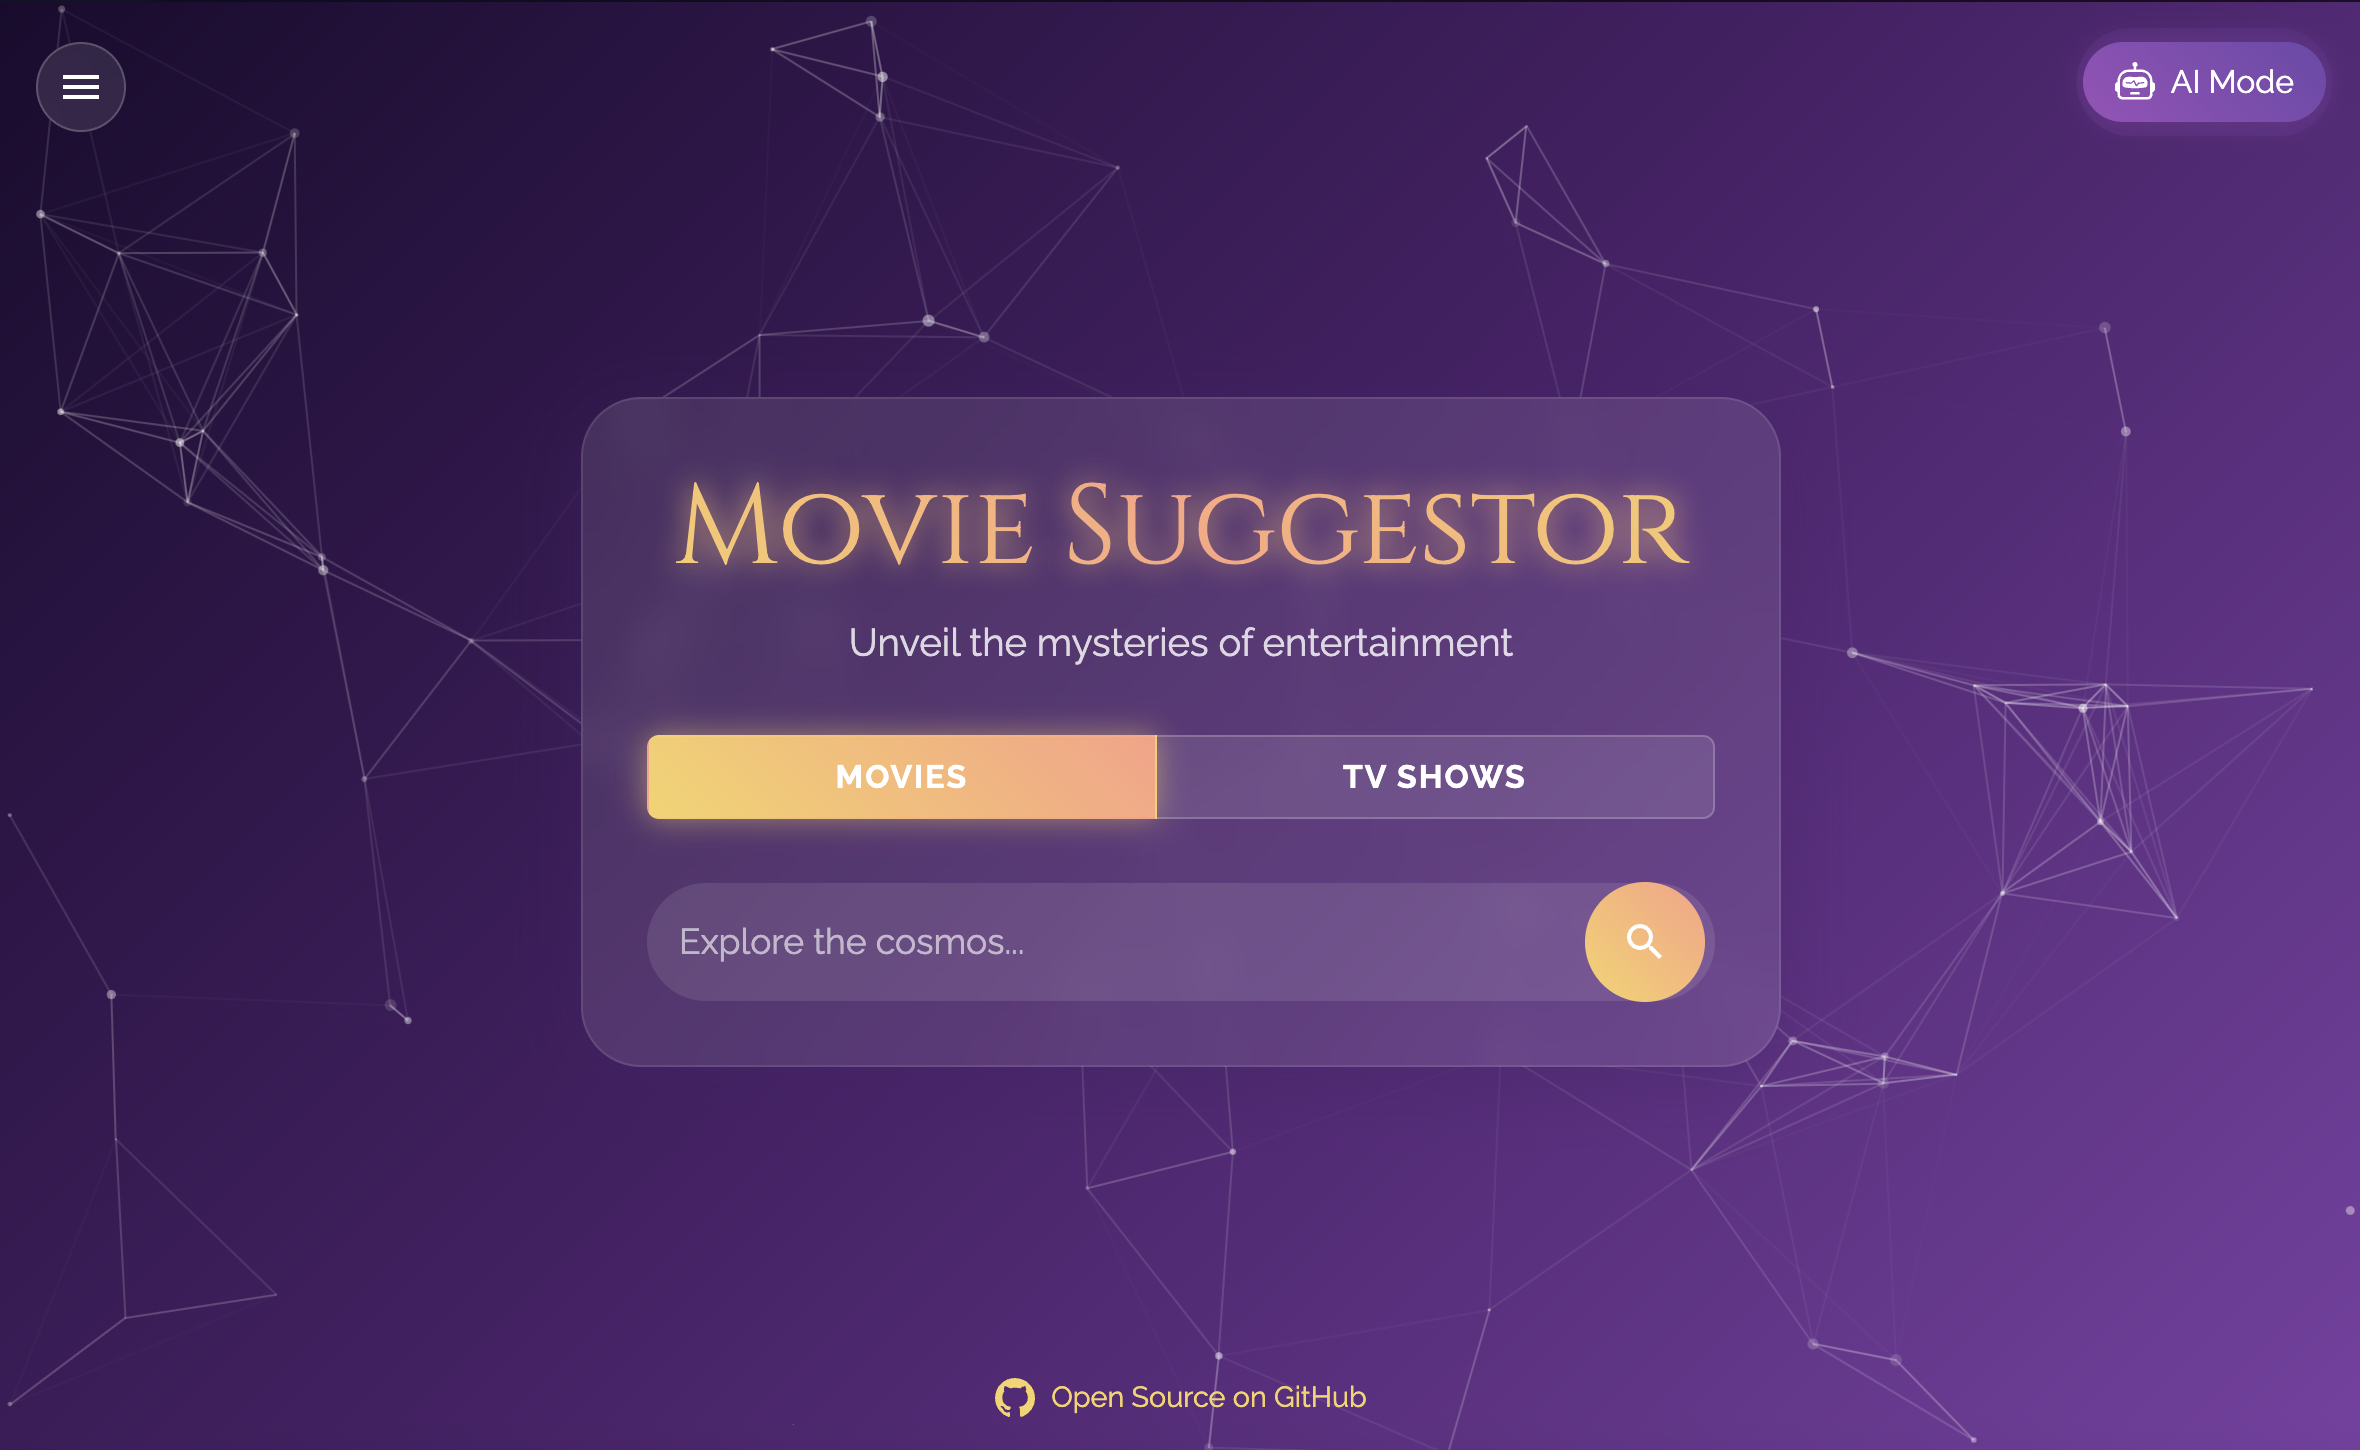 AI Mode
Movie Suggestor
Unveil the mysteries of entertainment
MOVIES
TV SHOWS
Explore the cosmos...
Open Source on GitHub